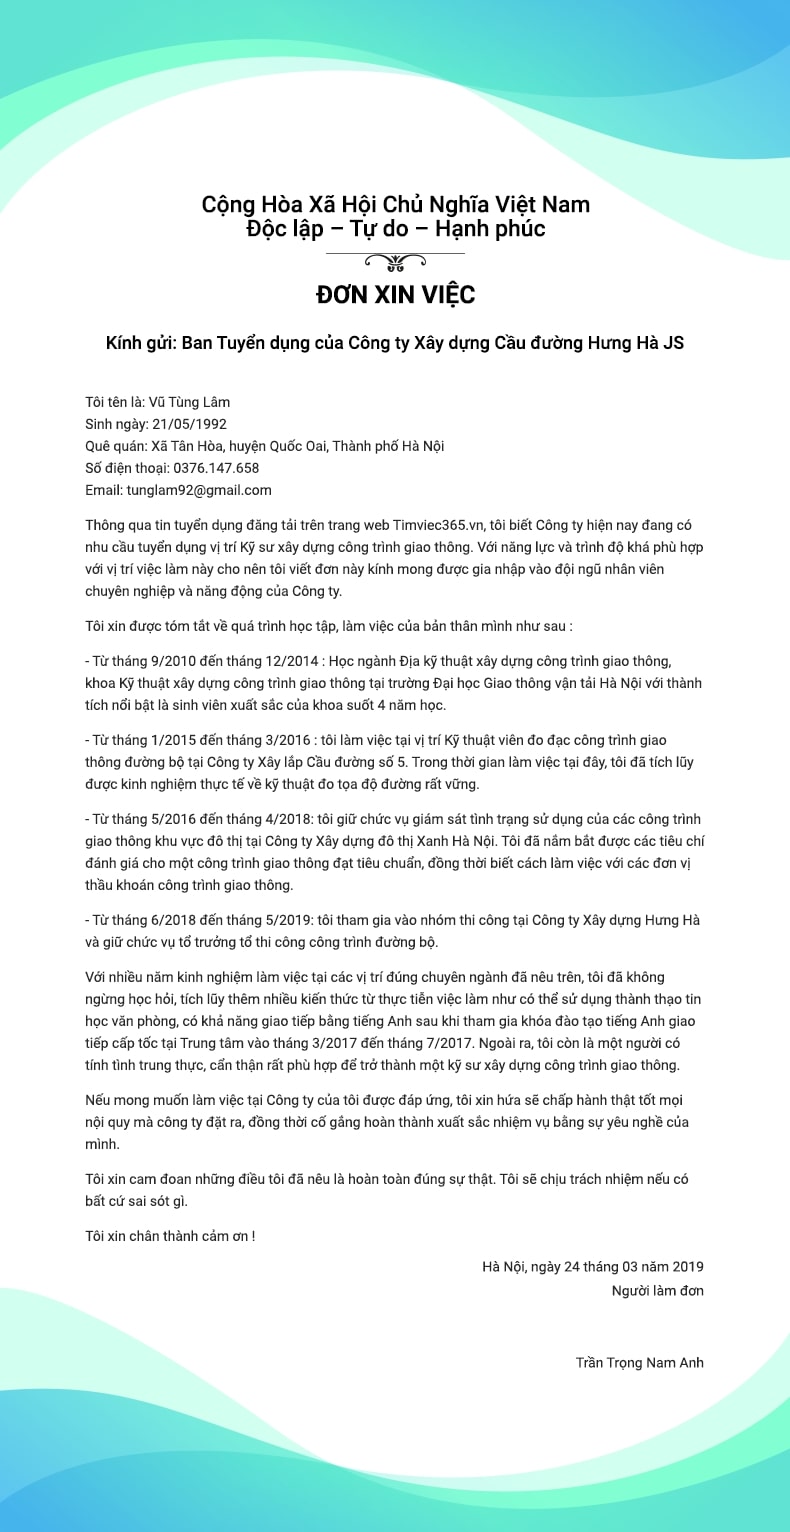 Cộng Hòa Xã Hội Chủ Nghĩa Việt Nam
Độc lập – Tự do – Hạnh phúc
ĐƠN XIN VIỆC
Kính gửi: Ban Tuyển dụng của Công ty Xây dựng Cầu đường Hưng Hà JS
Tôi tên là: Vũ Tùng Lâm
Sinh ngày: 21/05/1992
Quê quán: Xã Tân Hòa, huyện Quốc Oai, Thành phố Hà Nội
Số điện thoại: 0376.147.658
Email: tunglam92@gmail.com
Thông qua tin tuyển dụng đăng tải trên trang web Timviec365.vn, tôi biết Công ty hiện nay đang có
nhu cầu tuyển dụng vị trí Kỹ sư xây dựng công trình giao thông. Với năng lực và trình độ khá phù hợp
với vị trí việc làm này cho nên tôi viết đơn này kính mong được gia nhập vào đội ngũ nhân viên
chuyên nghiệp và năng động của Công ty.
Tôi xin được tóm tắt về quá trình học tập, làm việc của bản thân mình như sau :
- Từ tháng 9/2010 đến tháng 12/2014 : Học ngành Địa kỹ thuật xây dựng công trình giao thông,
khoa Kỹ thuật xây dựng công trình giao thông tại trường Đại học Giao thông vận tải Hà Nội với thành
tích nổi bật là sinh viên xuất sắc của khoa suốt 4 năm học.
- Từ tháng 1/2015 đến tháng 3/2016 : tôi làm việc tại vị trí Kỹ thuật viên đo đạc công trình giao
thông đường bộ tại Công ty Xây lắp Cầu đường số 5. Trong thời gian làm việc tại đây, tôi đã tích lũy
được kinh nghiệm thực tế về kỹ thuật đo tọa độ đường rất vững.
- Từ tháng 5/2016 đến tháng 4/2018: tôi giữ chức vụ giám sát tình trạng sử dụng của các công trình
giao thông khu vực đô thị tại Công ty Xây dựng đô thị Xanh Hà Nội. Tôi đã nắm bắt được các tiêu chí
đánh giá cho một công trình giao thông đạt tiêu chuẩn, đồng thời biết cách làm việc với các đơn vị
thầu khoán công trình giao thông.
- Từ tháng 6/2018 đến tháng 5/2019: tôi tham gia vào nhóm thi công tại Công ty Xây dựng Hưng Hà
và giữ chức vụ tổ trưởng tổ thi công công trình đường bộ.
Với nhiều năm kinh nghiệm làm việc tại các vị trí đúng chuyên ngành đã nêu trên, tôi đã không
ngừng học hỏi, tích lũy thêm nhiều kiến thức từ thực tiễn việc làm như có thể sử dụng thành thạo tin
học văn phòng, có khả năng giao tiếp bằng tiếng Anh sau khi tham gia khóa đào tạo tiếng Anh giao
tiếp cấp tốc tại Trung tâm vào tháng 3/2017 đến tháng 7/2017. Ngoài ra, tôi còn là một người có
tính tình trung thực, cẩn thận rất phù hợp để trở thành một kỹ sư xây dựng công trình giao thông.
Nếu mong muốn làm việc tại Công ty của tôi được đáp ứng, tôi xin hứa sẽ chấp hành thật tốt mọi
nội quy mà công ty đặt ra, đồng thời cố gắng hoàn thành xuất sắc nhiệm vụ bằng sự yêu nghề của
mình.
Tôi xin cam đoan những điều tôi đã nêu là hoàn toàn đúng sự thật. Tôi sẽ chịu trách nhiệm nếu có
bất cứ sai sót gì.
Tôi xin chân thành cảm ơn !
Hà Nội, ngày 24 tháng 03 năm 2019
Người làm đơn
Trần Trọng Nam Anh